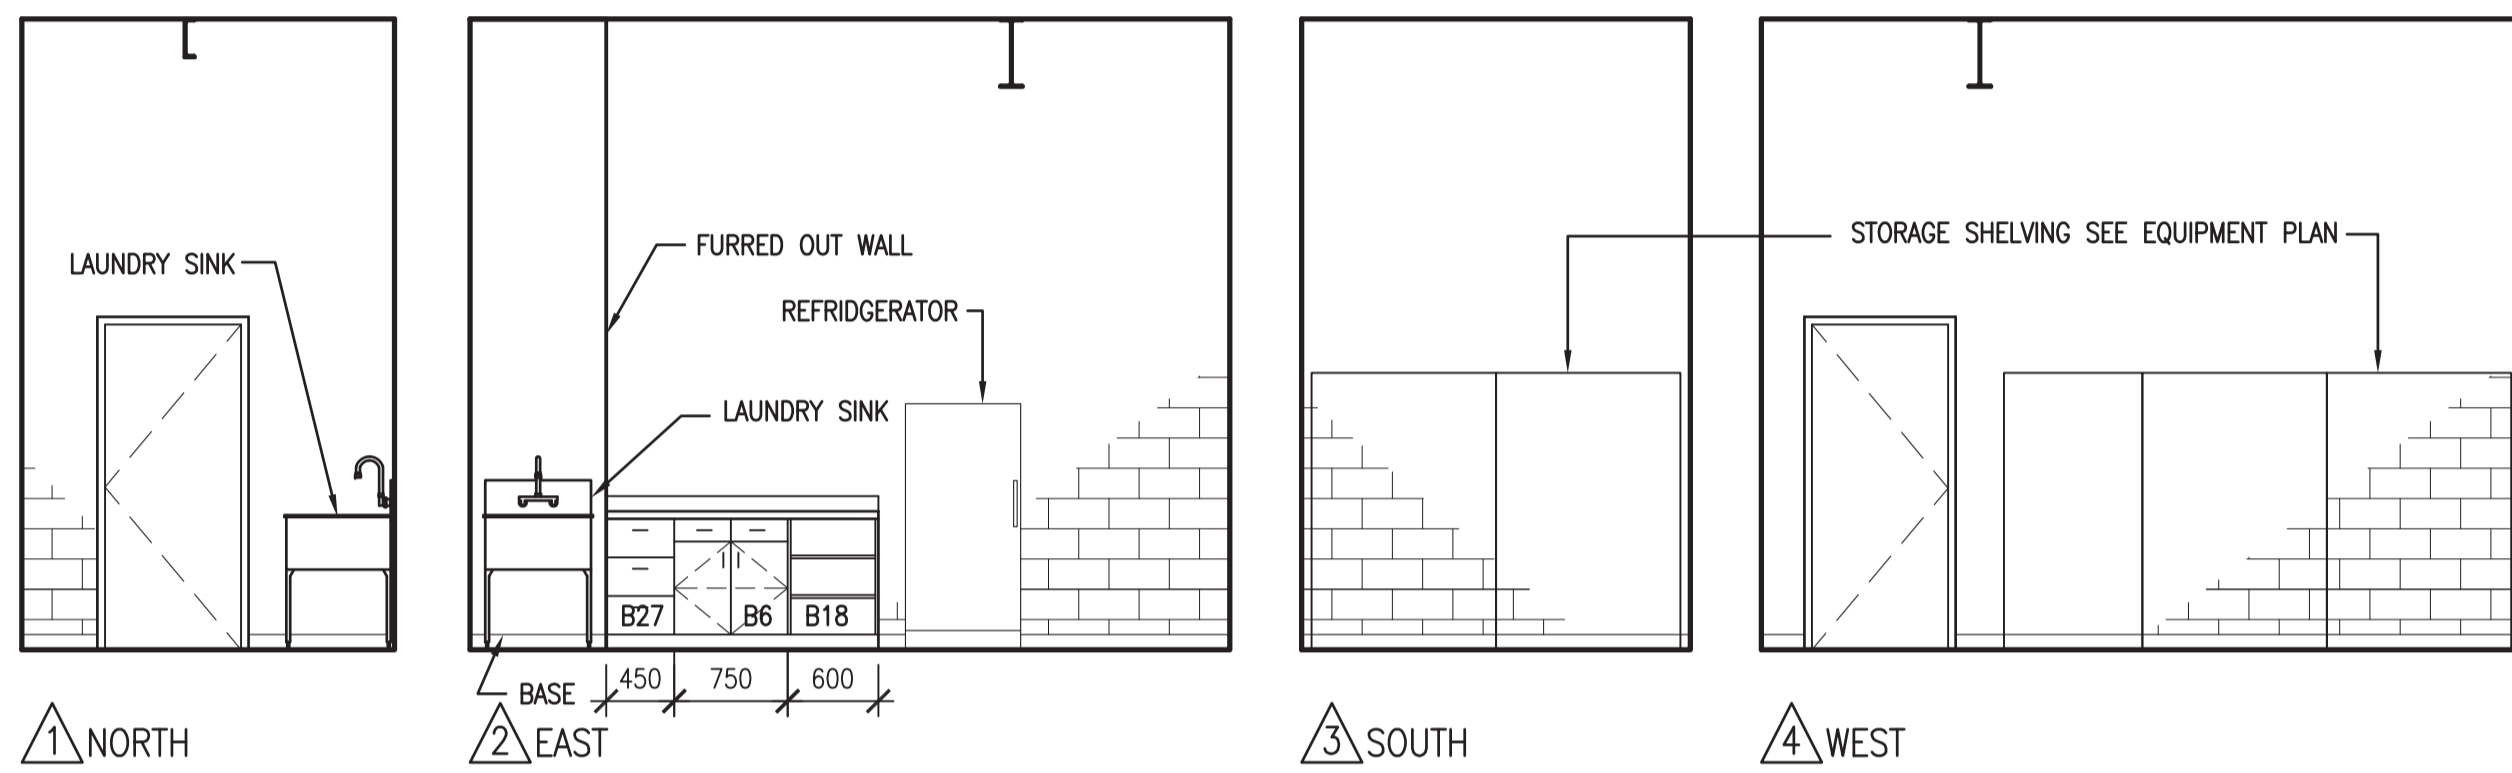 LAUNDRY SINK
1 NORTH
FURRED OUT WALL
REFRIDGERATOR
LAUNDRY SINK
B27 B6 B18
450 750 600
BASE
2 EAST
3 SOUTH
STORAGE SHELVING SEE EQUIPMENT PLAN
4 WEST